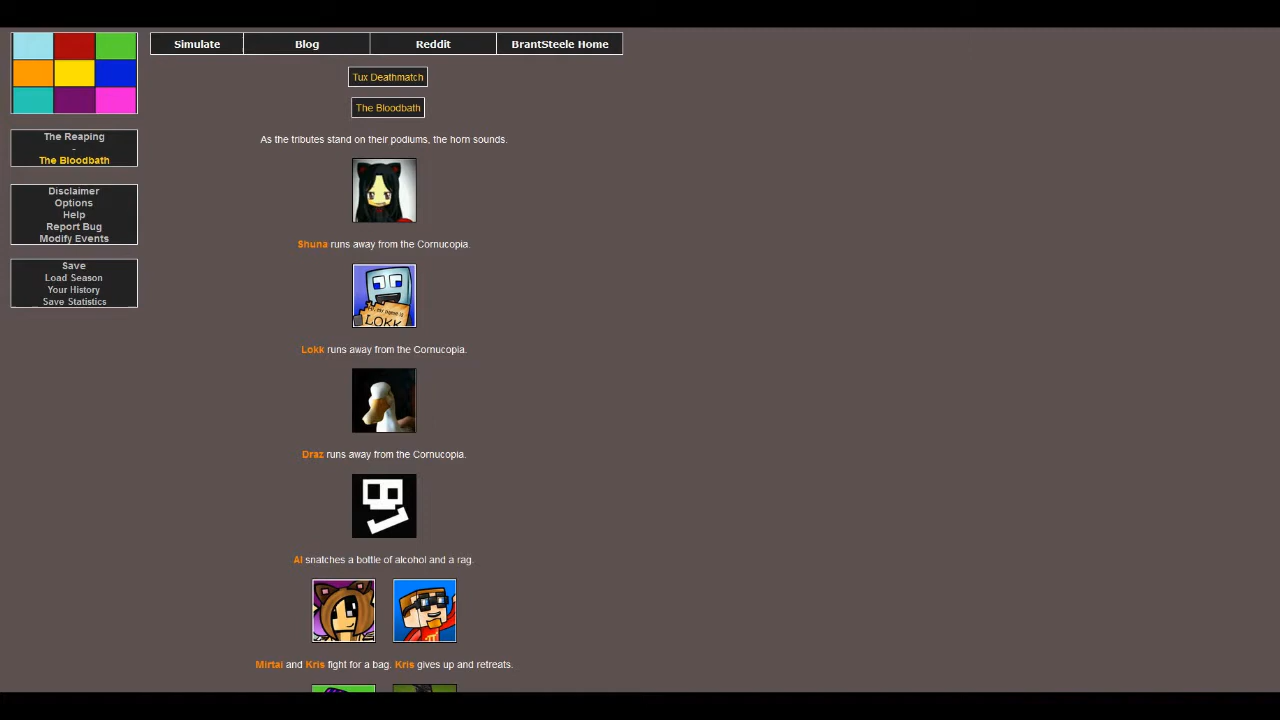 Simulate Blog Reddit BrantSteele Home
The Reaping
-
The Bloodbath
Disclaimer
Options
Help
Report Bug
Modify Events
Save
Load Season
Your History
Save Statistics
Tux Deathmatch
The Bloodbath
As the tributes stand on their podiums, the horn sounds.
Shuna runs away from the Cornucopia.
LOKK
Lokk runs away from the Cornucopia.
Draz runs away from the Cornucopia.
Al snatches a bottle of alcohol and a rag.
Mirtai and Kris fight for a bag. Kris gives up and retreats.